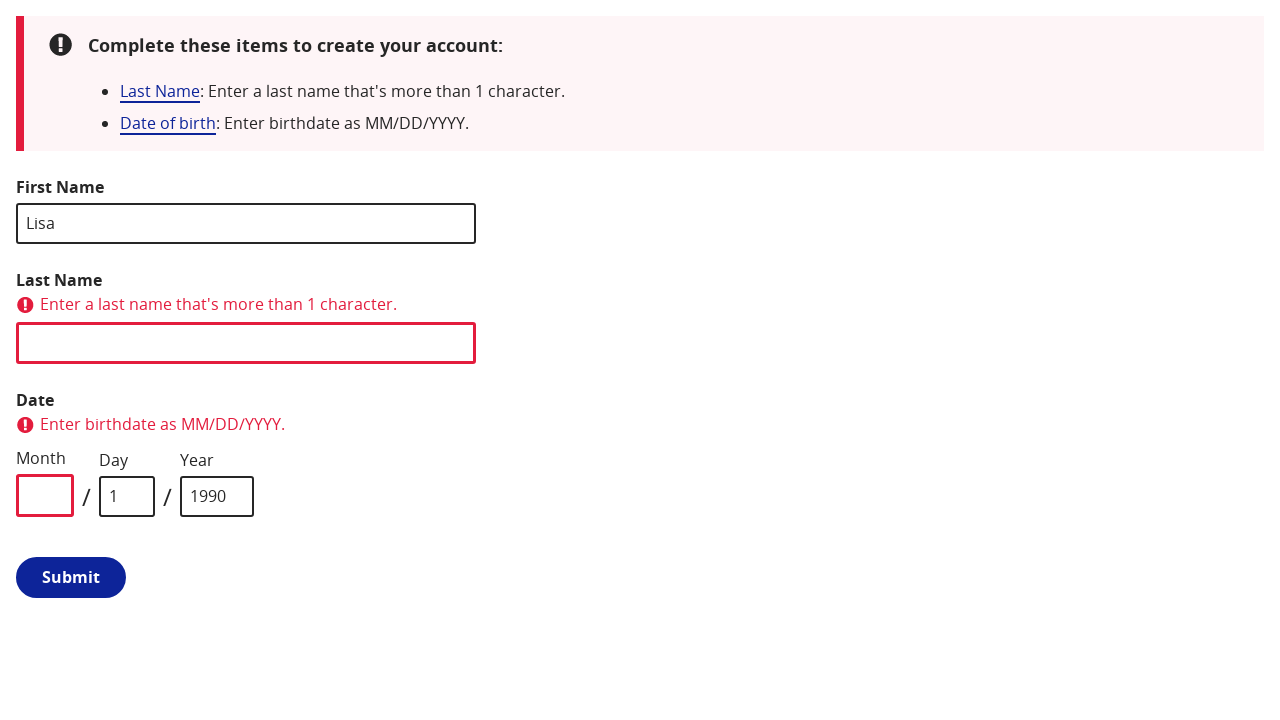 Complete these items to create your account:
Last Name: Enter a last name that's more than 1 character.
Date of birth: Enter birthdate as MM/DD/YYYY.
First Name
Lisa
Last Name
Enter a last name that's more than 1 character.
Date
Enter birthdate as MM/DD/YYYY.
Month Day Year
/ 1 / 1990
Submit